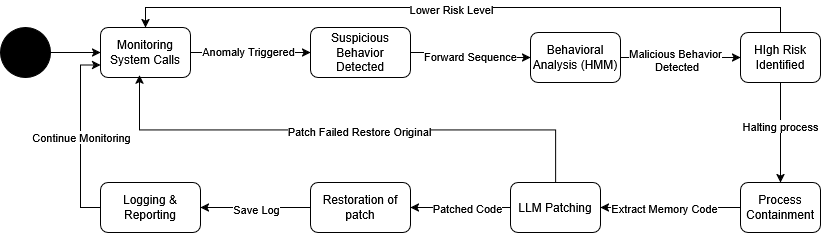 Lower Risk Level
Monitoring
System Calls
Anomaly Triggered
Suspicious
Behavior
Detected
Forward Sequence
Behavioral
Analysis (HMM)
Malicious Behavior
Detected
HIgh Risk
Identified
Continue Monitoring
Patch Failed Restore Original
Halting process
Logging &
Reporting
Save Log
Restoration of
patch
Patched Code
LLM Patching
Extract Memory Code
Process
Containment